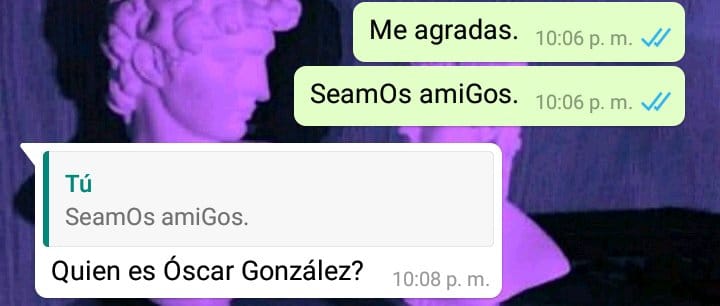 Me agradas. 10:06 p. m.
SeamOs amiGos. 10:06 p. m.
Tú
SeamOs amiGos.
Quien es Óscar González? 10:08 p. m.